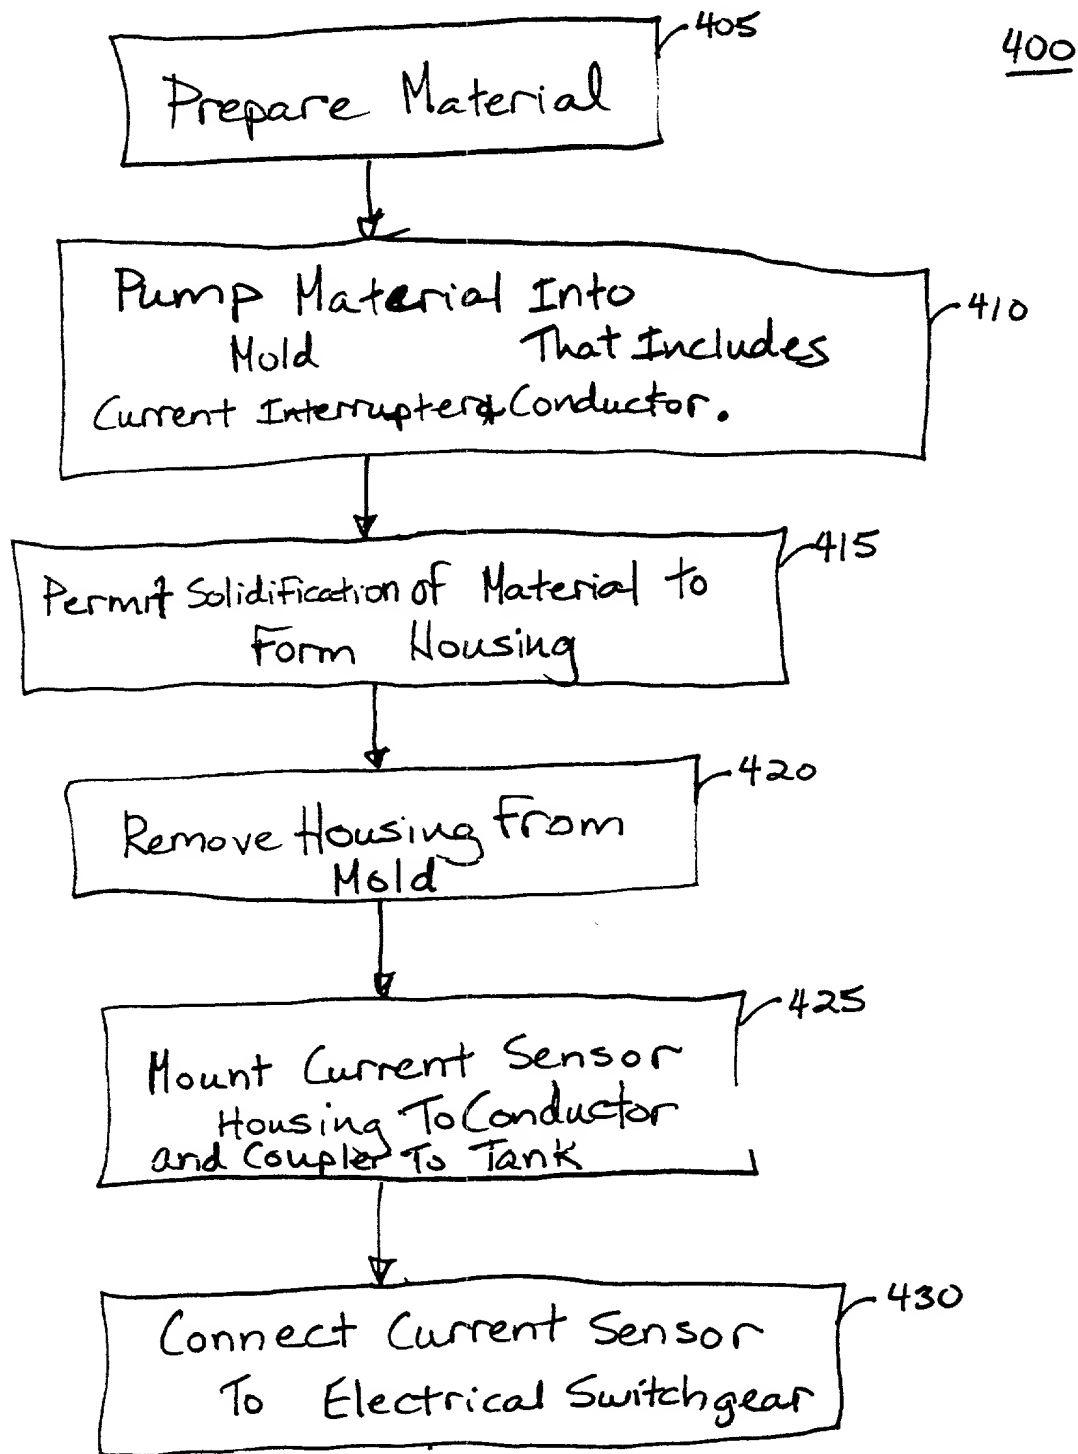 405
400
Prepare Material
Pump Material Into
410
Mold That Includes
Current Interrupter & Conductor.
415
Permit Solidification of Material to
Form Housing
420
Remove Housing From
Mold
425
Mount Current Sensor
Housing To Conductor
and Coupler To Tank
430
Connect Current Sensor
To Electrical Switchgear